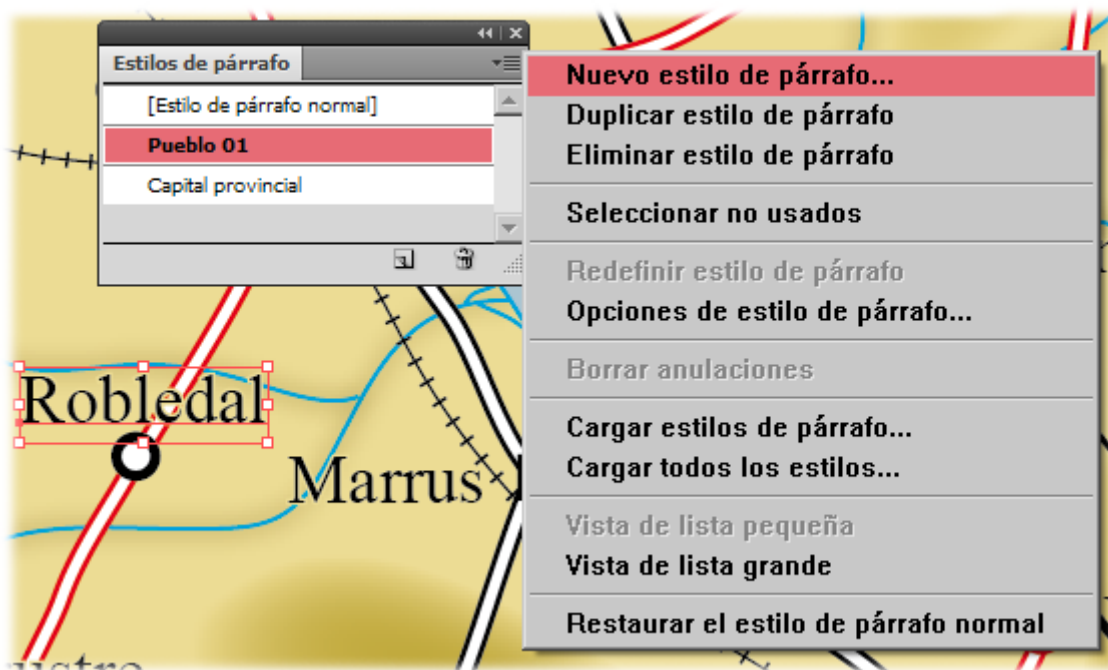 Estilos de párrafo
[Estilo de párrafo normal]
Pueblo 01
Capital provincial
Nuevo estilo de párrafo...
Duplicar estilo de párrafo
Eliminar estilo de párrafo
Seleccionar no usados
Redefinir estilo de párrafo
Opciones de estilo de párrafo...
Borrar anulaciones
Cargar estilos de párrafo...
Cargar todos los estilos...
Vista de lista pequeña
Vista de lista grande
Restaurar el estilo de párrafo normal
Robledal
Marrus